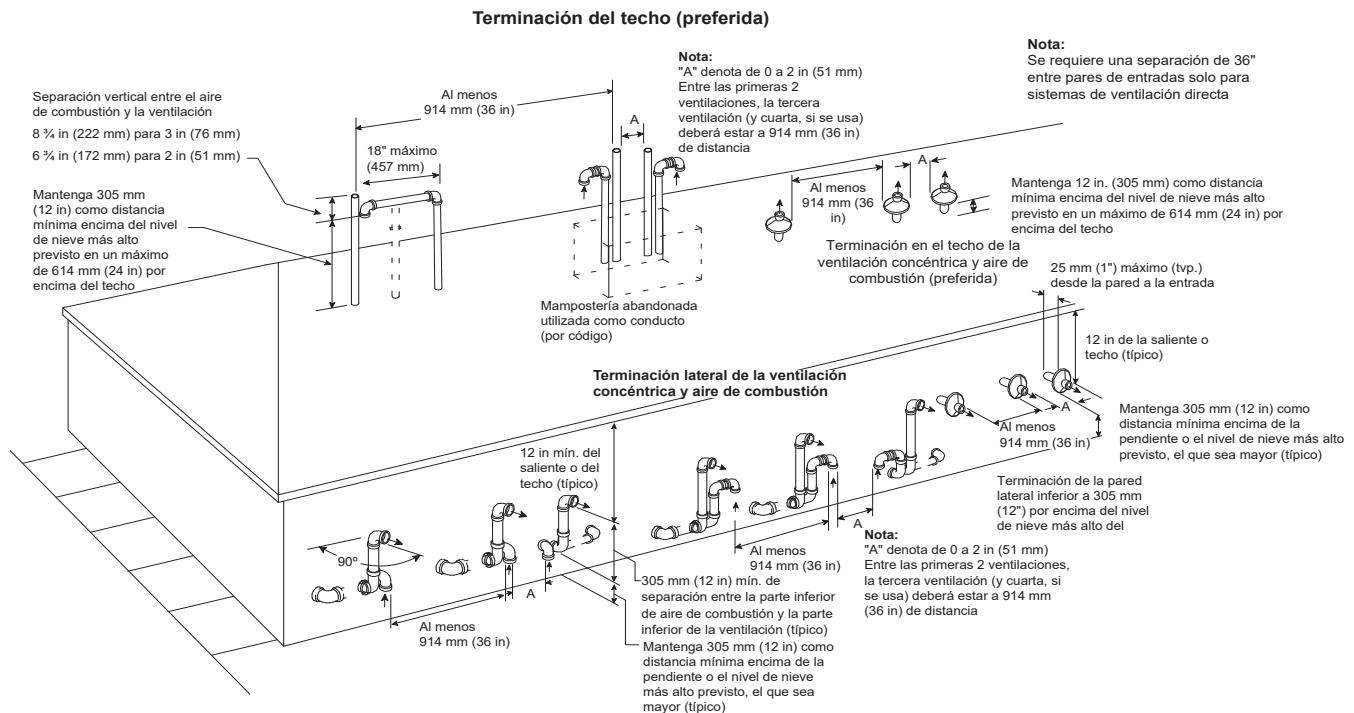 Terminación del techo (preferida)
Separación vertical entre el aire
de combustión y la ventilación
8 ¾ in (222 mm) para 3 in (76 mm)
6 ¾ in (172 mm) para 2 in (51 mm)
Mantenga 305 mm
(12 in) como distancia
mínima encima del nivel
de nieve más alto
previsto en un máximo
de 614 mm (24 in) por
encima del techo
Al menos
914 mm (36 in)
18" máximo
(457 mm)
Nota:
"A" denota de 0 a 2 in (51 mm)
Entre las primeras 2
ventilaciones, la tercera
ventilación (y cuarta, si se usa)
deberá estar a 914 mm (36 in)
de distancia
A
Mampostería abandonada
utilizada como conducto
(por código)
Nota:
Se requiere una separación de 36"
entre pares de entradas solo para
sistemas de ventilación directa
Al menos
914 mm (36
in)
A
Mantenga 12 in. (305 mm) como distancia
mínima encima del nivel de nieve más alto
previsto en un máximo de 614 mm (24 in) por
encima del techo
Terminación en el techo de la
ventilación concéntrica y aire de
combustión (preferida)
25 mm (1") máximo (tvp.)
desde la pared a la entrada
12 in de la saliente o
techo (típico)
Terminación lateral de la ventilación
concéntrica y aire de combustión
A
Al menos
914 mm (36 in)
Mantenga 305 mm (12 in) como
distancia mínima encima de la
pendiente o el nivel de nieve más alto
previsto, el que sea mayor (típico)
Terminación de la pared
lateral inferior a 305 mm
(12") por encima del nivel
de nieve más alto del
12 in mín. del
saliente o del
techo (típico)
90º
Al menos
914 mm (36 in)
A
305 mm (12 in) mín. de
separación entre la parte inferior
de aire de combustión y la parte
inferior de la ventilación (típico)
Mantenga 305 mm (12 in) como
distancia mínima encima de la
pendiente o el nivel de nieve
más alto previsto, el que sea
mayor (típico)
Al menos
914 mm (36 in)
A
Nota:
"A" denota de 0 a 2 in (51 mm)
Entre las primeras 2 ventilaciones,
la tercera ventilación (y cuarta, si
se usa) deberá estar a 914 mm
(36 in) de distancia